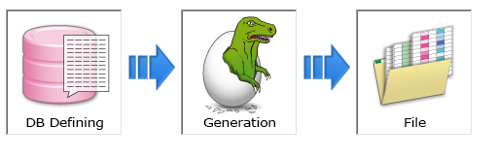 DB Defining
Generation
File